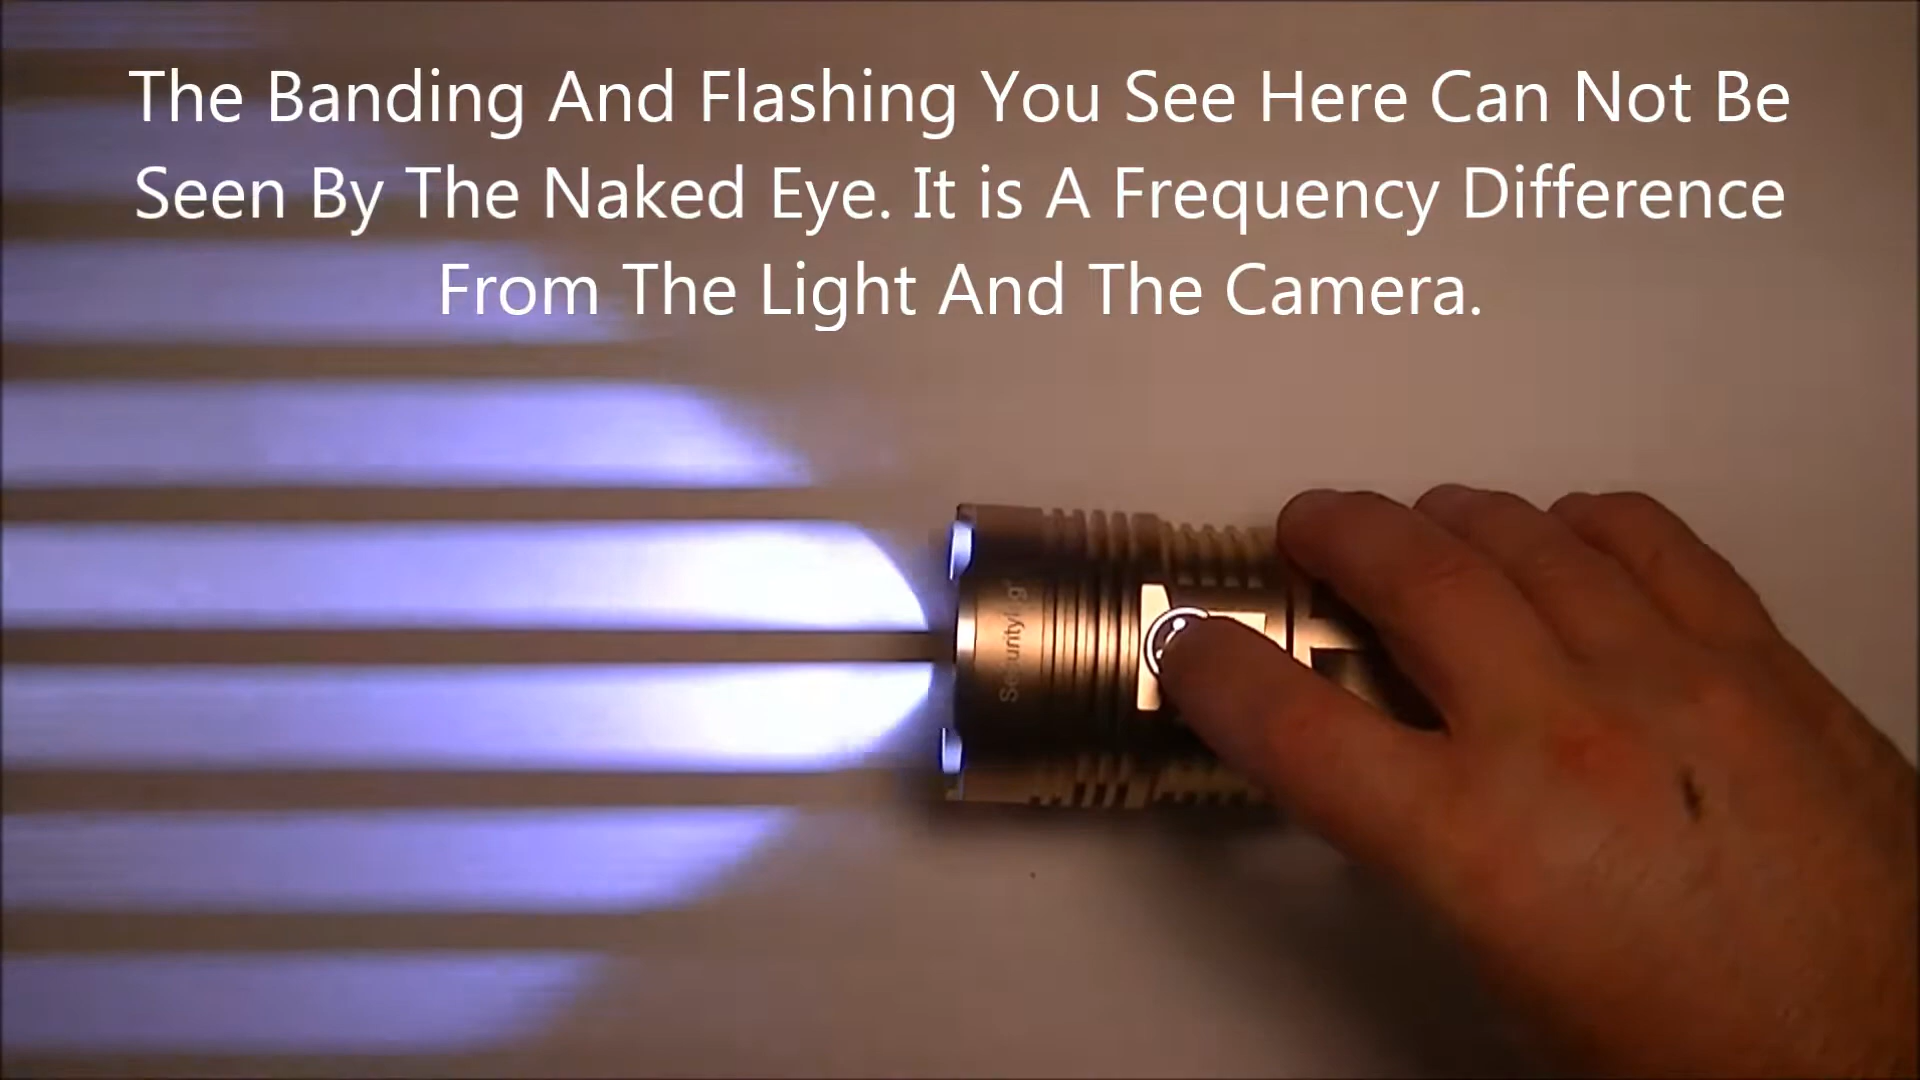 The Banding And Flashing You See Here Can Not Be
Seen By The Naked Eye. It is A Frequency Difference
From The Light And The Camera.